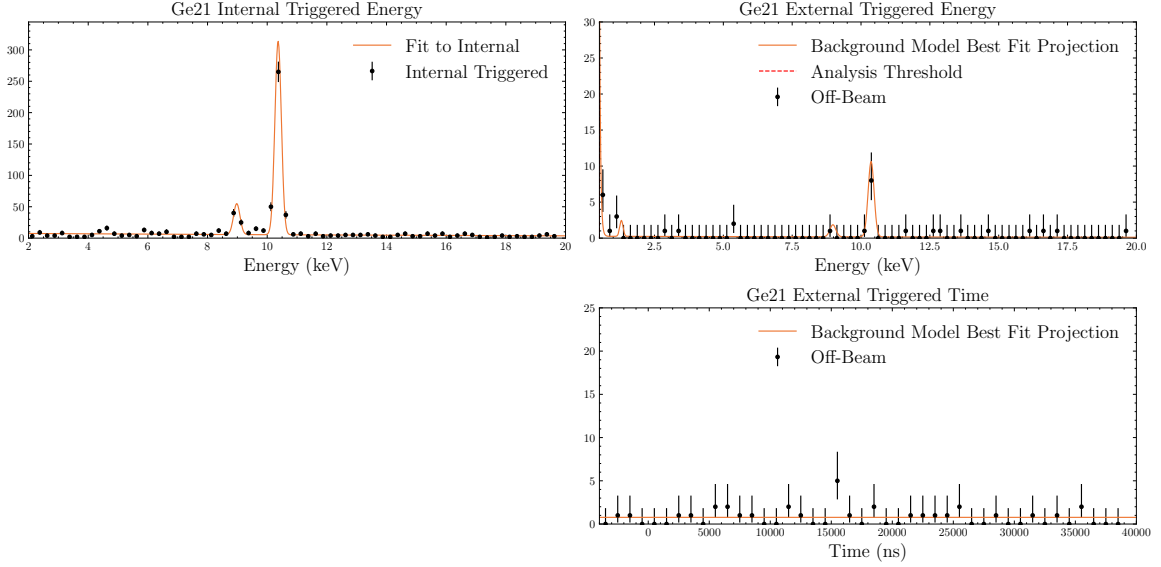 Ge21 Internal Triggered Energy
300
250
200
150
100
50
0
Fit to Internal
Internal Triggered
2 4 6 8 10 12 14 16 18 20
Energy (keV)
Ge21 External Triggered Energy
30
25
20
15
10
5
0
Background Model Best Fit Projection
Analysis Threshold
Off-Beam
2.5 5.0 7.5 10.0 12.5 15.0 17.5 20.0
Energy (keV)
Ge21 External Triggered Time
25
20
15
10
5
0
Background Model Best Fit Projection
Off-Beam
0 5000 10000 15000 20000 25000 30000 35000 40000
Time (ns)